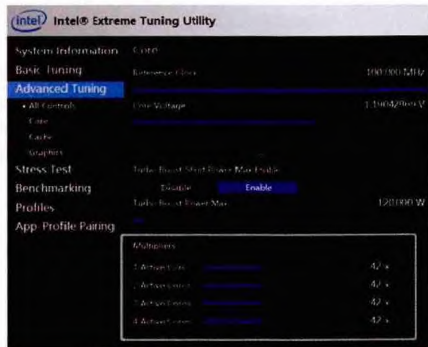 intel Intel® Extreme Tuning Utility
System Information
Core
Basic Tuning
Reference Clock
100.000 MHz
Advanced Tuning
• All Controls
Core Voltage
Core
Cache
Graphics
Stress Test
Turbo Boost Short Power Max Enable
Benchmarking
Disable
Enable
Profiles
Turbo Boost Power Max
120.000 W
App-Profile Pairing
Multipliers
1 Active Core
42 x
2 Active Cores
42 x
3 Active Cores
42 x
4 Active Cores
42 x